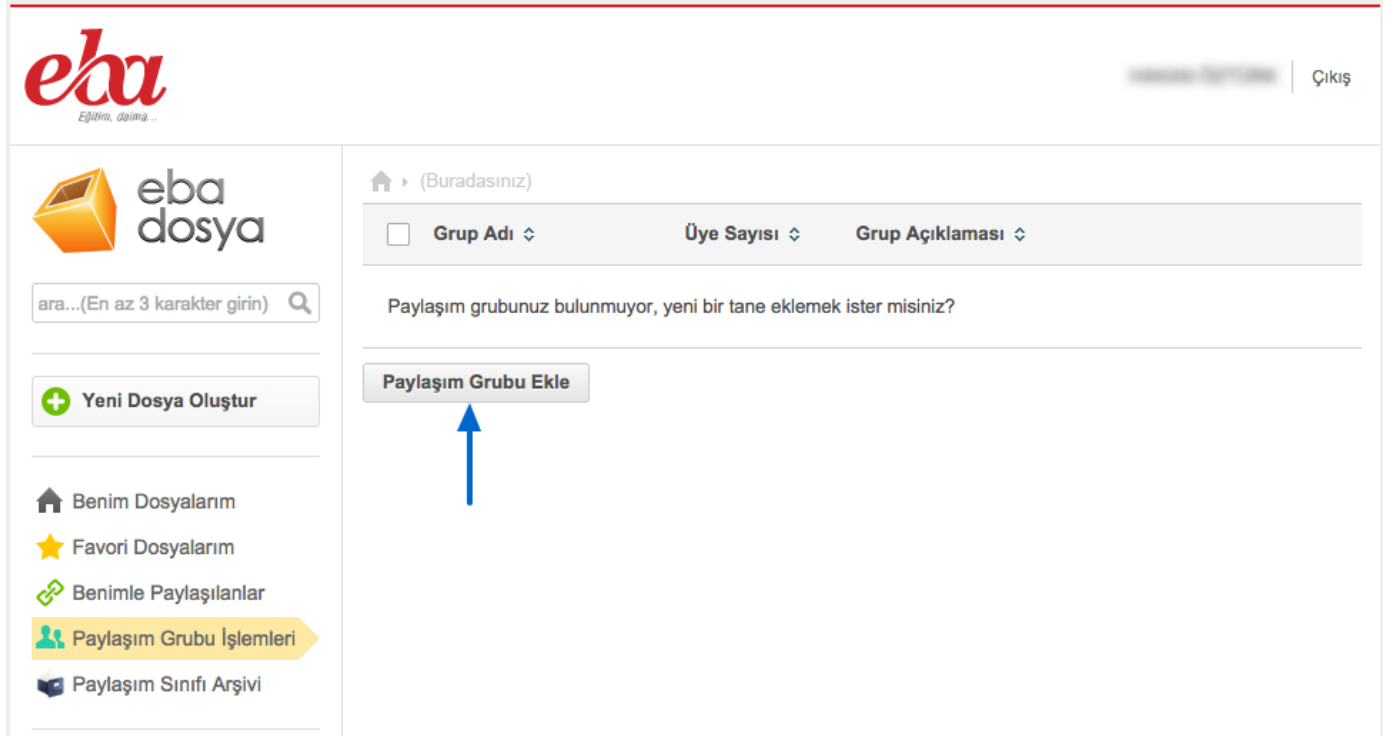 eba
Eğitim, daima...
Çıkış
eba
dosya
(Buradasınız)
Grup Adı Üye Sayısı Grup Açıklaması
ara...(En az 3 karakter girin)
Paylaşım grubunuz bulunmuyor, yeni bir tane eklemek ister misiniz?
Paylaşım Grubu Ekle
Yeni Dosya Oluştur
Benim Dosyalarım
Favori Dosyalarım
Benimle Paylaşılanlar
Paylaşım Grubu İşlemleri
Paylaşım Sınıfı Arşivi